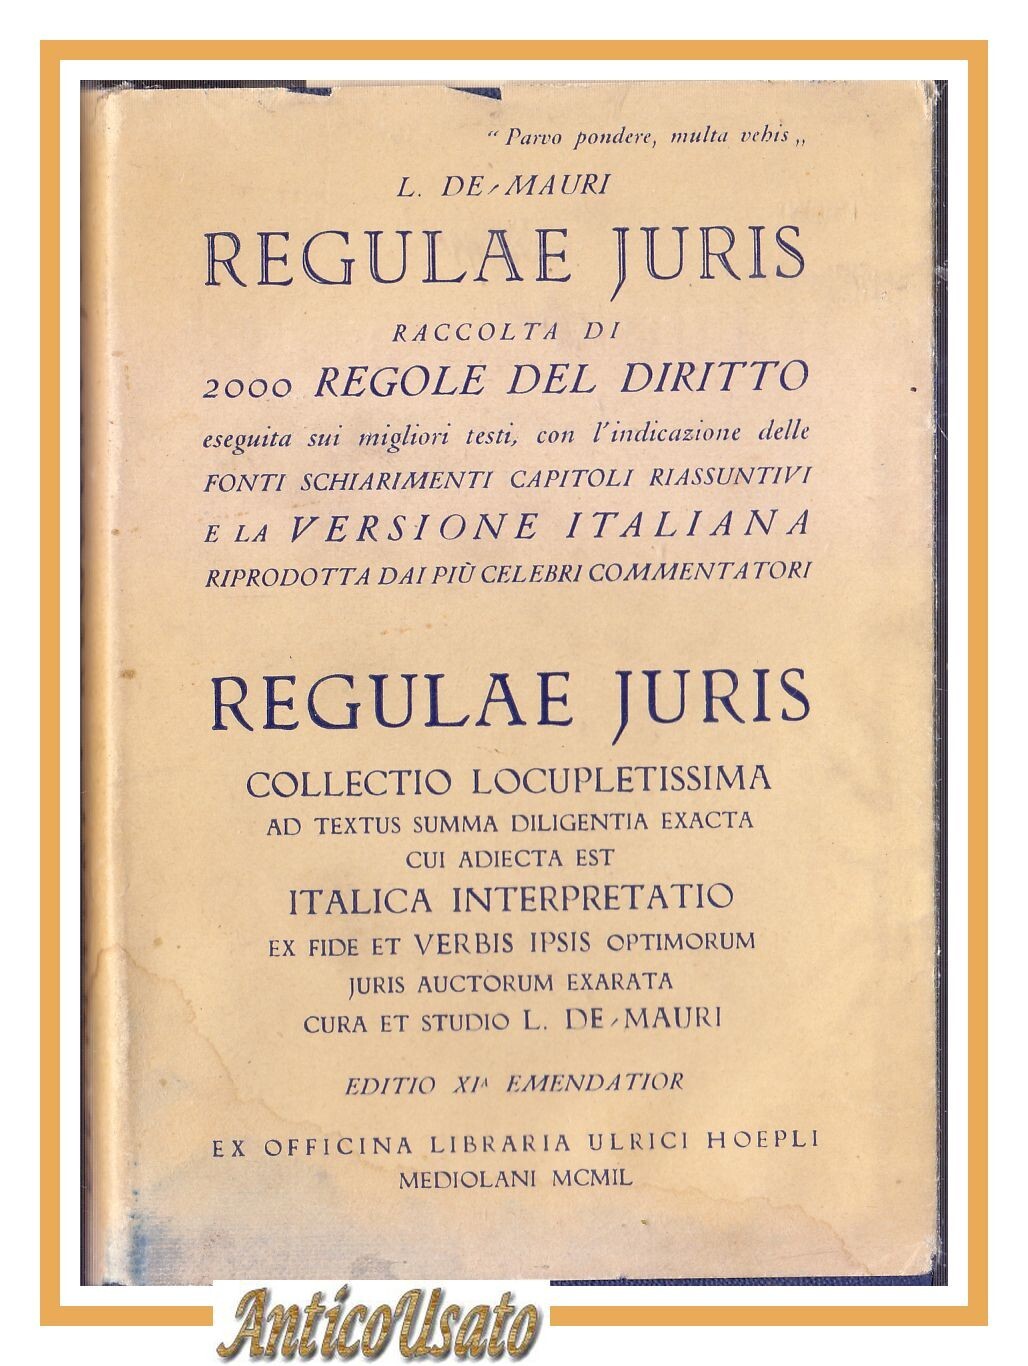 “ Parvo pondere, multa vehis „
L. DE-MAURI
REGULAE JURIS
RACCOLTA DI
2000 REGOLE DEL DIRITTO
eseguita sui migliori testi, con l'indicazione delle
FONTI SCHIARIMENTI CAPITOLI RIASSUNTIVI
E LA VERSIONE ITALIANA
RIPRODOTTA DAI PIÙ CELEBRI COMMENTATORI
REGULAE JURIS
COLLECTIO LOCUPLETISSIMA
AD TEXTUS SUMMA DILIGENTIA EXACTA
CUI ADIECTA EST
ITALICA INTERPRETATIO
EX FIDE ET VERBIS IPSIS OPTIMORUM
JURIS AUCTORUM EXARATA
CURA ET STUDIO L. DE-MAURI
EDITIO XIᴬ EMENDATIOR
EX OFFICINA LIBRARIA ULRICI HOEPLI
MEDIOLANI MCMIL
AnticoUsato